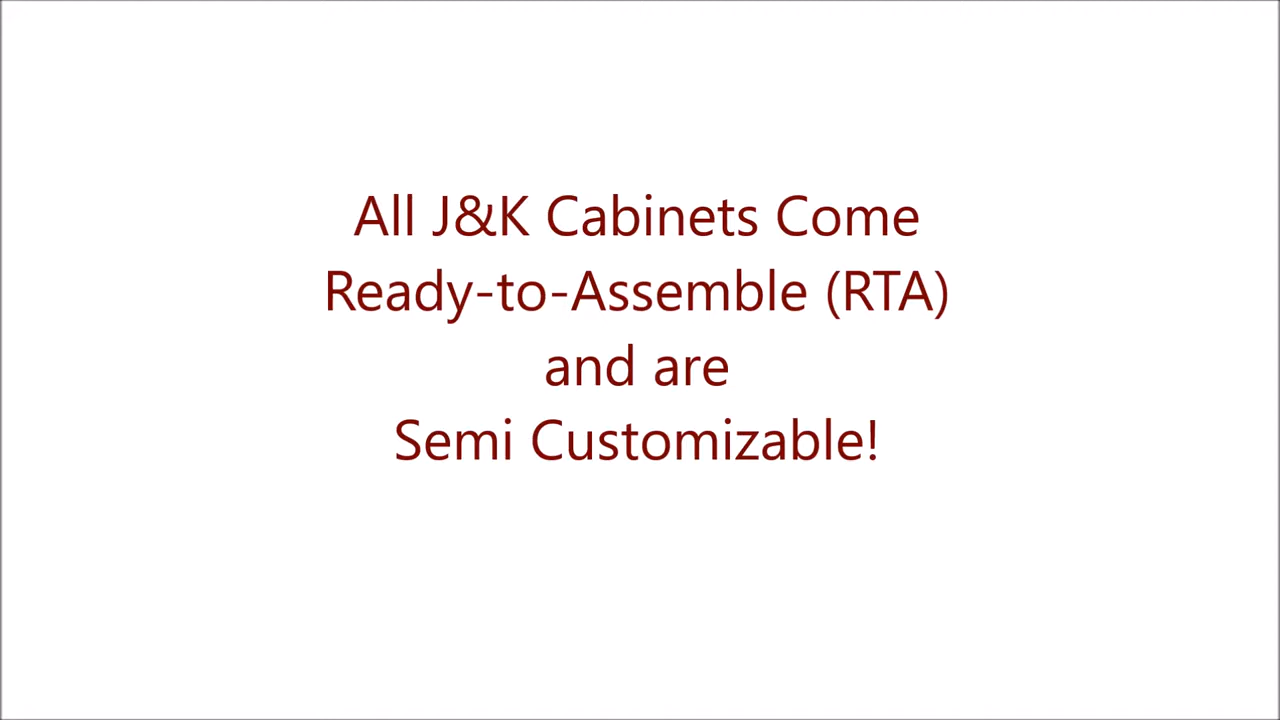 All J&K Cabinets Come
Ready-to-Assemble (RTA)
and are
Semi Customizable!